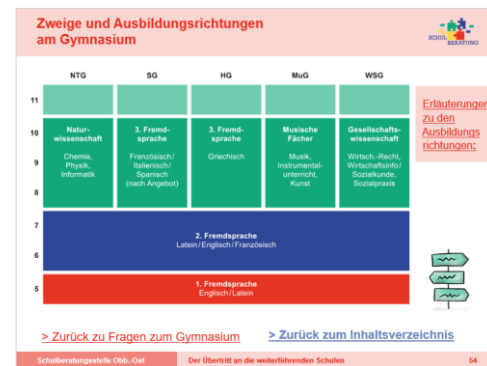 Zweige und Ausbildungsrichtungen
am Gymnasium
SCHUL BERATUNG
NTG SG HG MuG WSG
11
10
9
8
Natur-
wissenschaft
Chemie,
Physik,
Informatik
3. Fremd-
sprache
Französisch/
Italienisch/
Spanisch
(nach Angebot)
3. Fremd-
sprache
Griechisch
Musische
Fächer
Musik,
Instrumental-
unterricht,
Kunst
Gesellschafts-
wissenschaft
Wirtsch.-Recht,
Wirtschaftsinfo/
Sozialkunde,
Sozialpraxis
Erläuterungen
zu den
Ausbildungs
richtungen:
7
6
2. Fremdsprache
Latein/Englisch/Französisch
5
1. Fremdsprache
Englisch/Latein
> Zurück zu Fragen zum Gymnasium
> Zurück zum Inhaltsverzeichnis
Schulberatungsstelle Obb.-Ost Der Übertritt an die weiterführenden Schulen 54